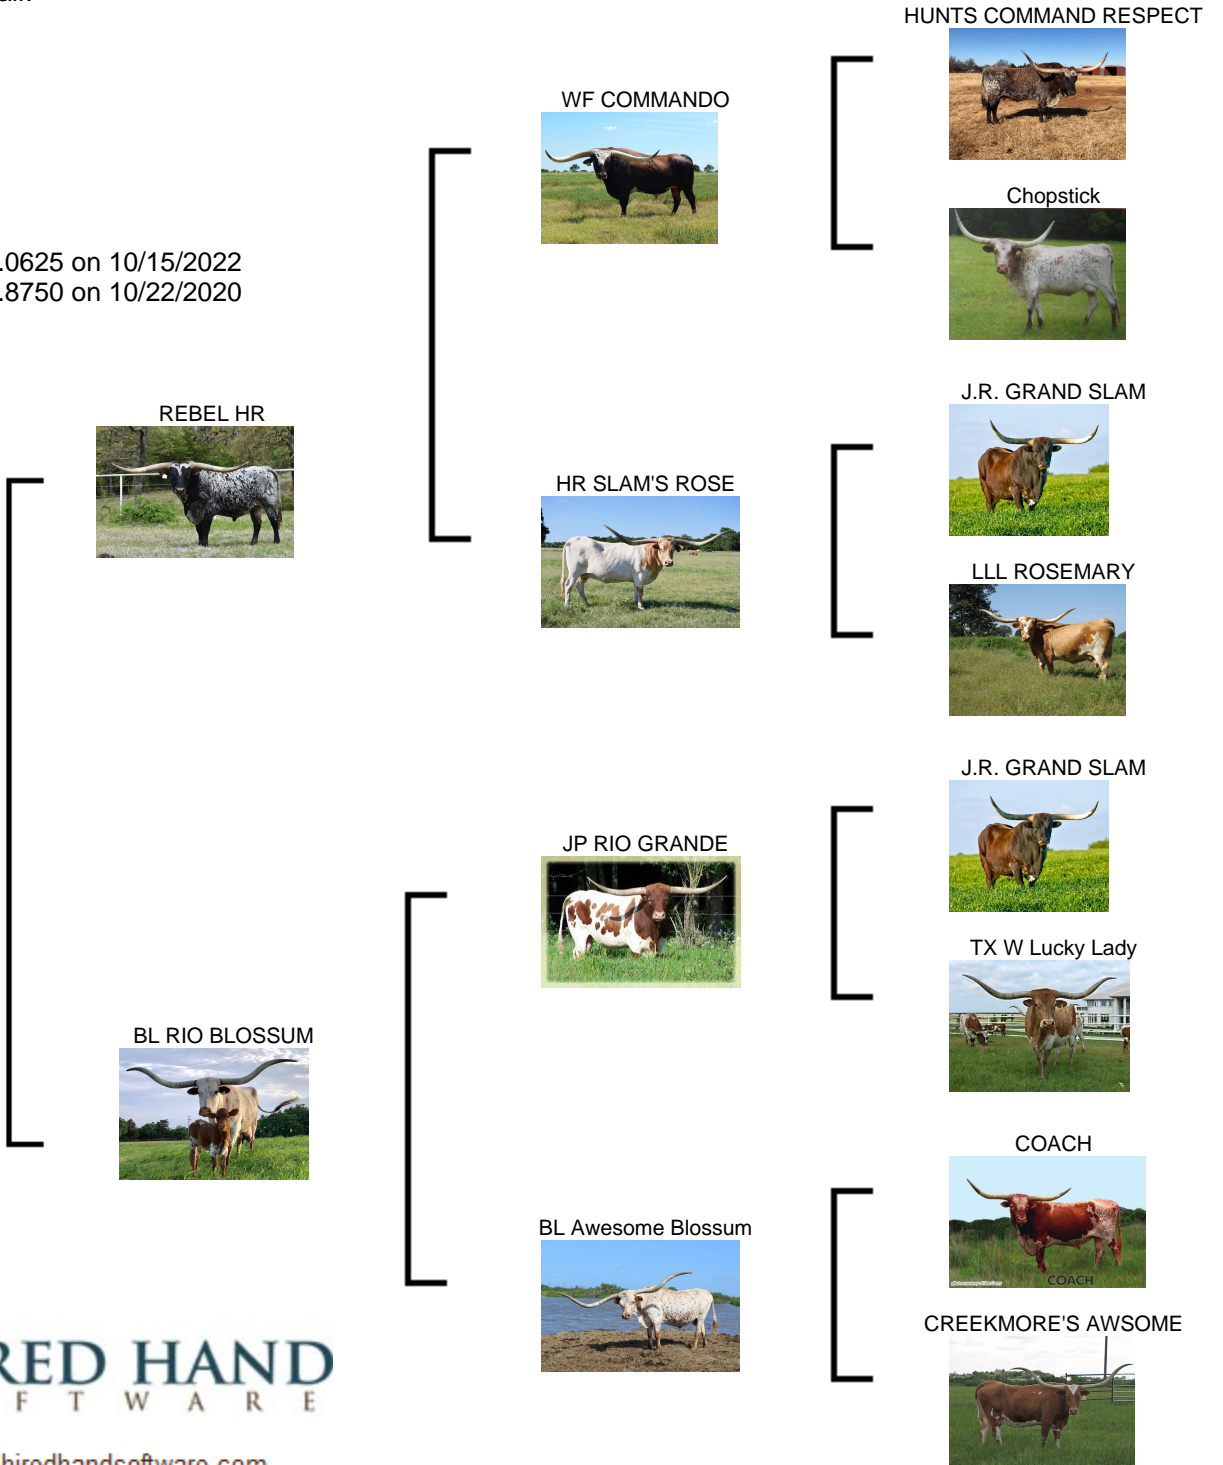 HUNTS COMMAND RESPECT
WF COMMANDO
Chopstick
.0625 on 10/15/2022
.8750 on 10/22/2020
J.R. GRAND SLAM
REBEL HR
HR SLAM'S ROSE
LLL ROSEMARY
J.R. GRAND SLAM
JP RIO GRANDE
TX W Lucky Lady
BL RIO BLOSSUM
COACH
COACH
BL Awesome Blossum
CREEKMORE'S AWSOME
RED HAND
F T W A R E
hiredhandsoftware.com